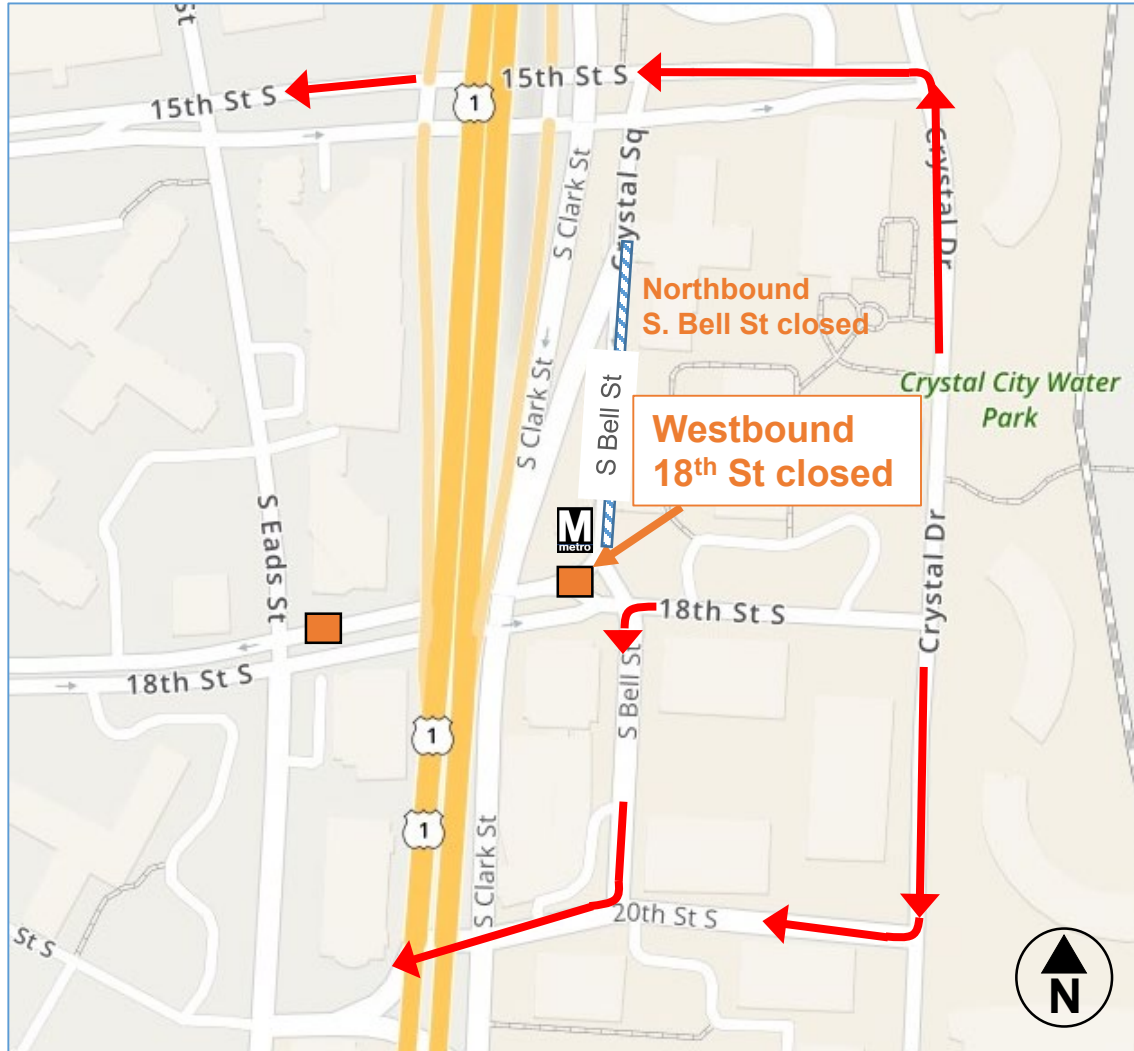 St
15th St S
15th St S
1
S Clark St
Crystal Sq
Crystal Dr
Northbound
S. Bell St closed
S Clark St
S Bell St
Crystal City Water
Park
Westbound
18th St closed
S Eads St
M
metro
18th St S
Crystal Dr
18th St S
S Bell St
1
1
S Clark St
20th St S
St S
N